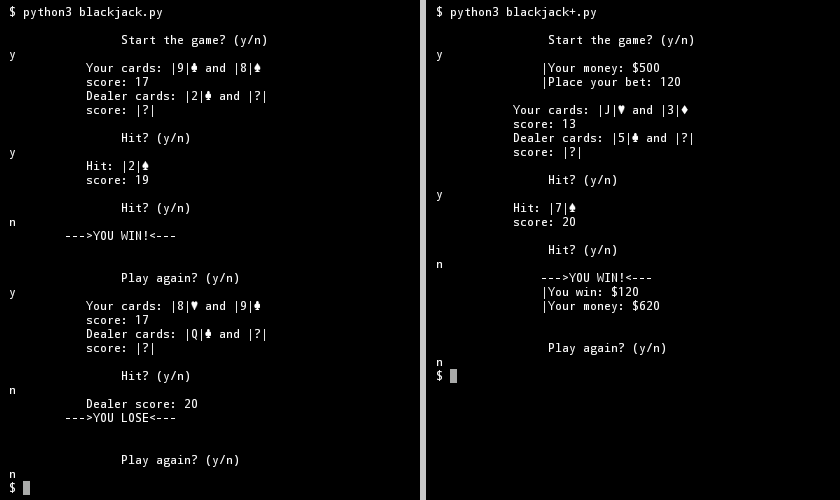 $ python3 blackjack.py
Start the game? (y/n)
y
Your cards: |9|♣ and |8|♠
score: 17
Dealer cards: |2|♣ and |?|
score: |?|
Hit? (y/n)
y
Hit: |2|♠
score: 19
Hit? (y/n)
n
--->YOU WIN!<---
Play again? (y/n)
y
Your cards: |8|♥ and |9|♣
score: 17
Dealer cards: |Q|♣ and |?|
score: |?|
Hit? (y/n)
n
Dealer score: 20
--->YOU LOSE<---
Play again? (y/n)
n
$
$ python3 blackjack+.py
Start the game? (y/n)
y
|Your money: $500
|Place your bet: 120
Your cards: |J|♥ and |3|♦
score: 13
Dealer cards: |5|♣ and |?|
score: |?|
Hit? (y/n)
y
Hit: |7|♠
score: 20
Hit? (y/n)
n
--->YOU WIN!<---
|You win: $120
|Your money: $620
Play again? (y/n)
n
$